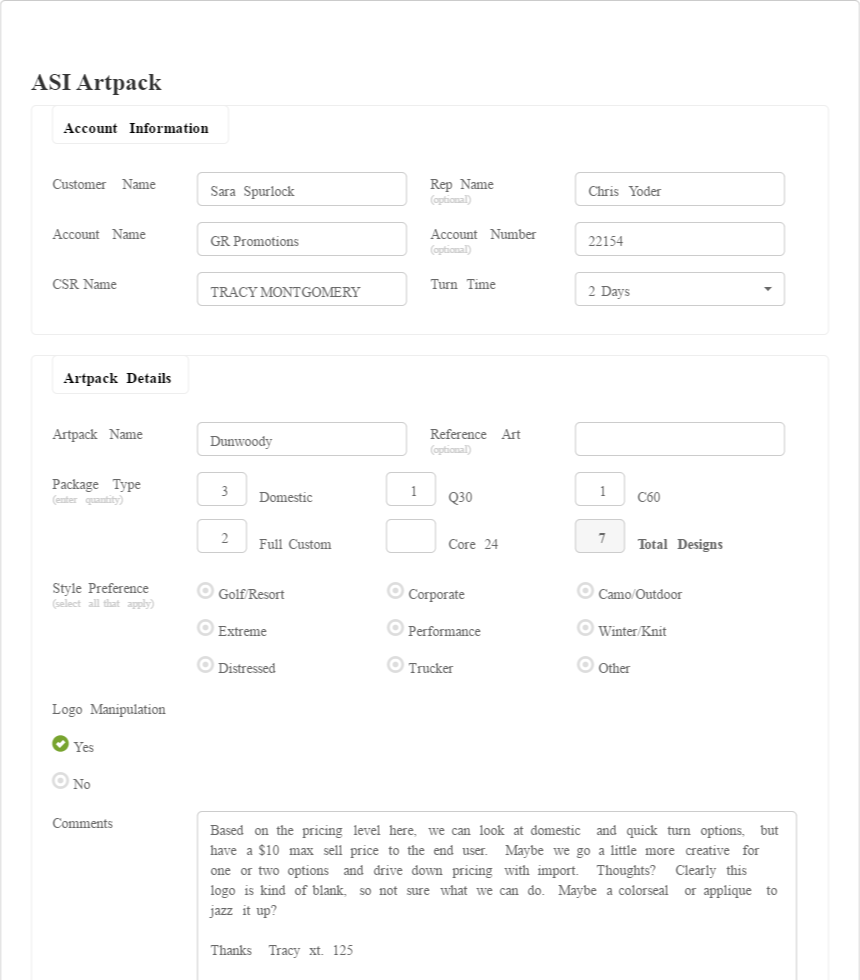 ASI Artpack
Account Information
Customer Name Sara Spurlock Rep Name Chris Yoder
(optional)
Account Name GR Promotions Account Number 22154
(optional)
CSR Name TRACY MONTGOMERY Turn Time 2 Days
Artpack Details
Artpack Name Dunwoody Reference Art
(optional)
Package Type 3 Domestic 1 Q30 1 C60
(enter quantity)
2 Full Custom Core 24 7 Total Designs
Style Preference Golf/Resort Corporate Camo/Outdoor
(select all that apply)
Extreme Performance Winter/Knit
Distressed Trucker Other
Logo Manipulation
Yes
No
Comments
Based on the pricing level here, we can look at domestic and quick turn options, but
have a $10 max sell price to the end user. Maybe we go a little more creative for
one or two options and drive down pricing with import. Thoughts? Clearly this
logo is kind of blank, so not sure what we can do. Maybe a colorseal or applique to
jazz it up?
Thanks Tracy xt. 125